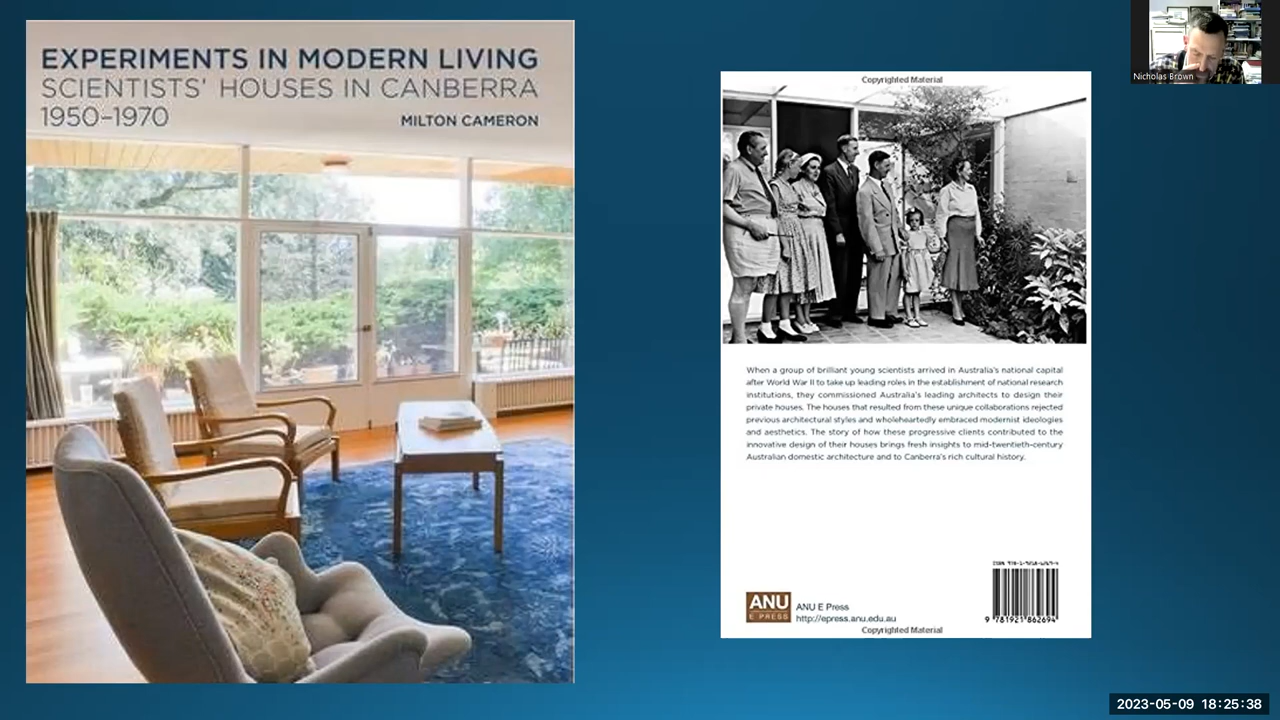 EXPERIMENTS IN MODERN LIVING
SCIENTISTS' HOUSES IN CANBERRA
1950–1970
MILTON CAMERON
Copyrighted Material
When a group of brilliant young scientists arrived in Australia's national capital
after World War II to take up leading roles in the establishment of national research
institutions, they commissioned Australia's leading architects to design their
private houses. The houses that resulted from these unique collaborations rejected
previous architectural styles and wholeheartedly embraced modernist ideologies
and aesthetics. The story of how these progressive clients contributed to the
innovative design of their houses brings fresh insights to mid-twentieth-century
Australian domestic architecture and to Canberra's rich cultural history.
ANU
E PRESS
ANU E Press
http://epress.anu.edu.au
9 781921 862694
Copyrighted Material
Nicholas Brown
2023-05-09 18:25:38